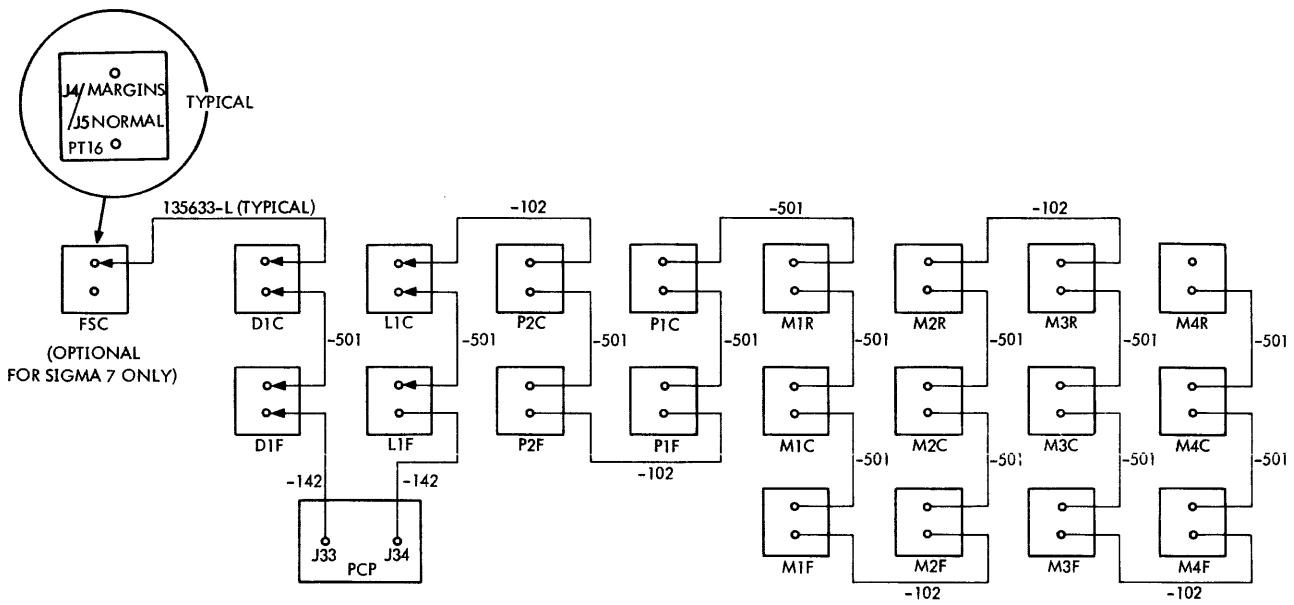 J4/ MARGINS
/J5 NORMAL
PT16
TYPICAL
135633-L (TYPICAL)
-102
-501
-102
FSC
D1C
L1C
P2C
P1C
M1R
M2R
M3R
M4R
(OPTIONAL
FOR SIGMA 7 ONLY)
-501
-501
-501
-501
-501
-501
-501
-501
D1F
L1F
P2F
P1F
M1C
M2C
M3C
M4C
-142
-142
-102
-501
-501
-501
-501
J33
J34
PCP
M1F
M2F
M3F
M4F
-102
-102